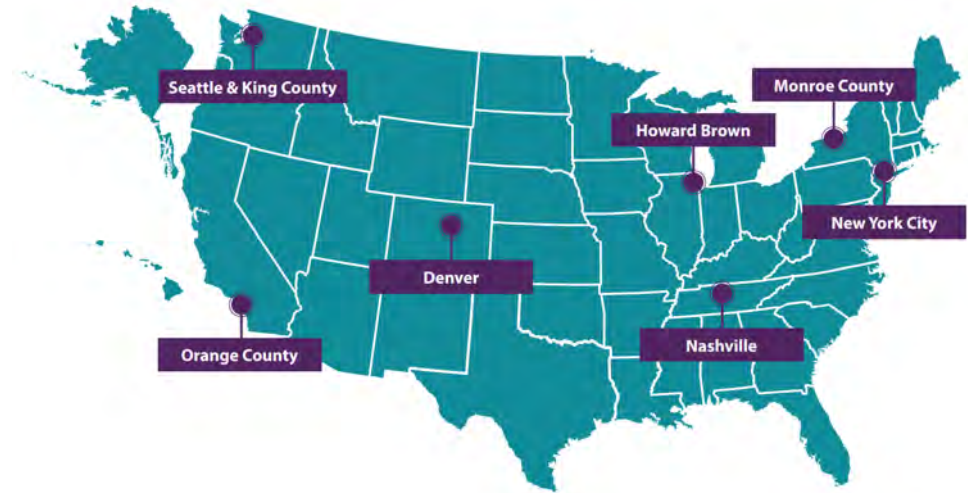 Seattle & King County
Monroe County
Howard Brown
New York City
Denver
Nashville
Orange County